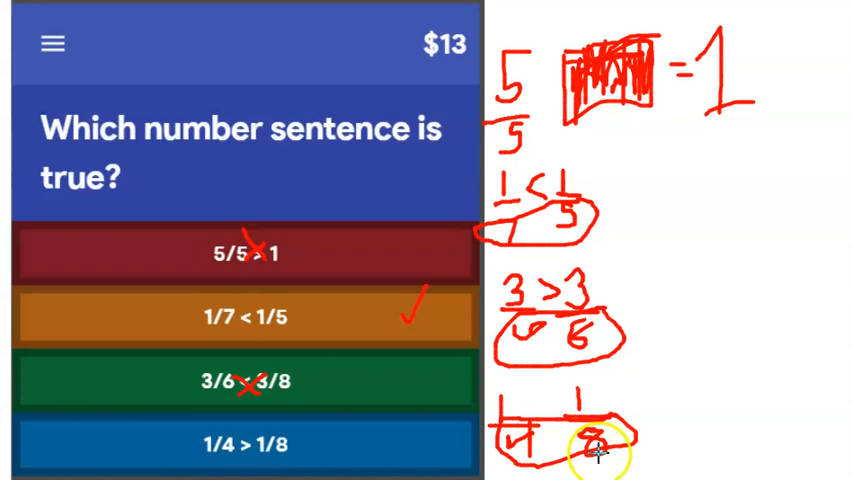 $13
Which number sentence is
true?
5/5 > 1
1/7 < 1/5
3/6 < 3/8
1/4 > 1/8
5
5
= 1
1 < 1
7 5
3 > 3
6
1 1
4 8